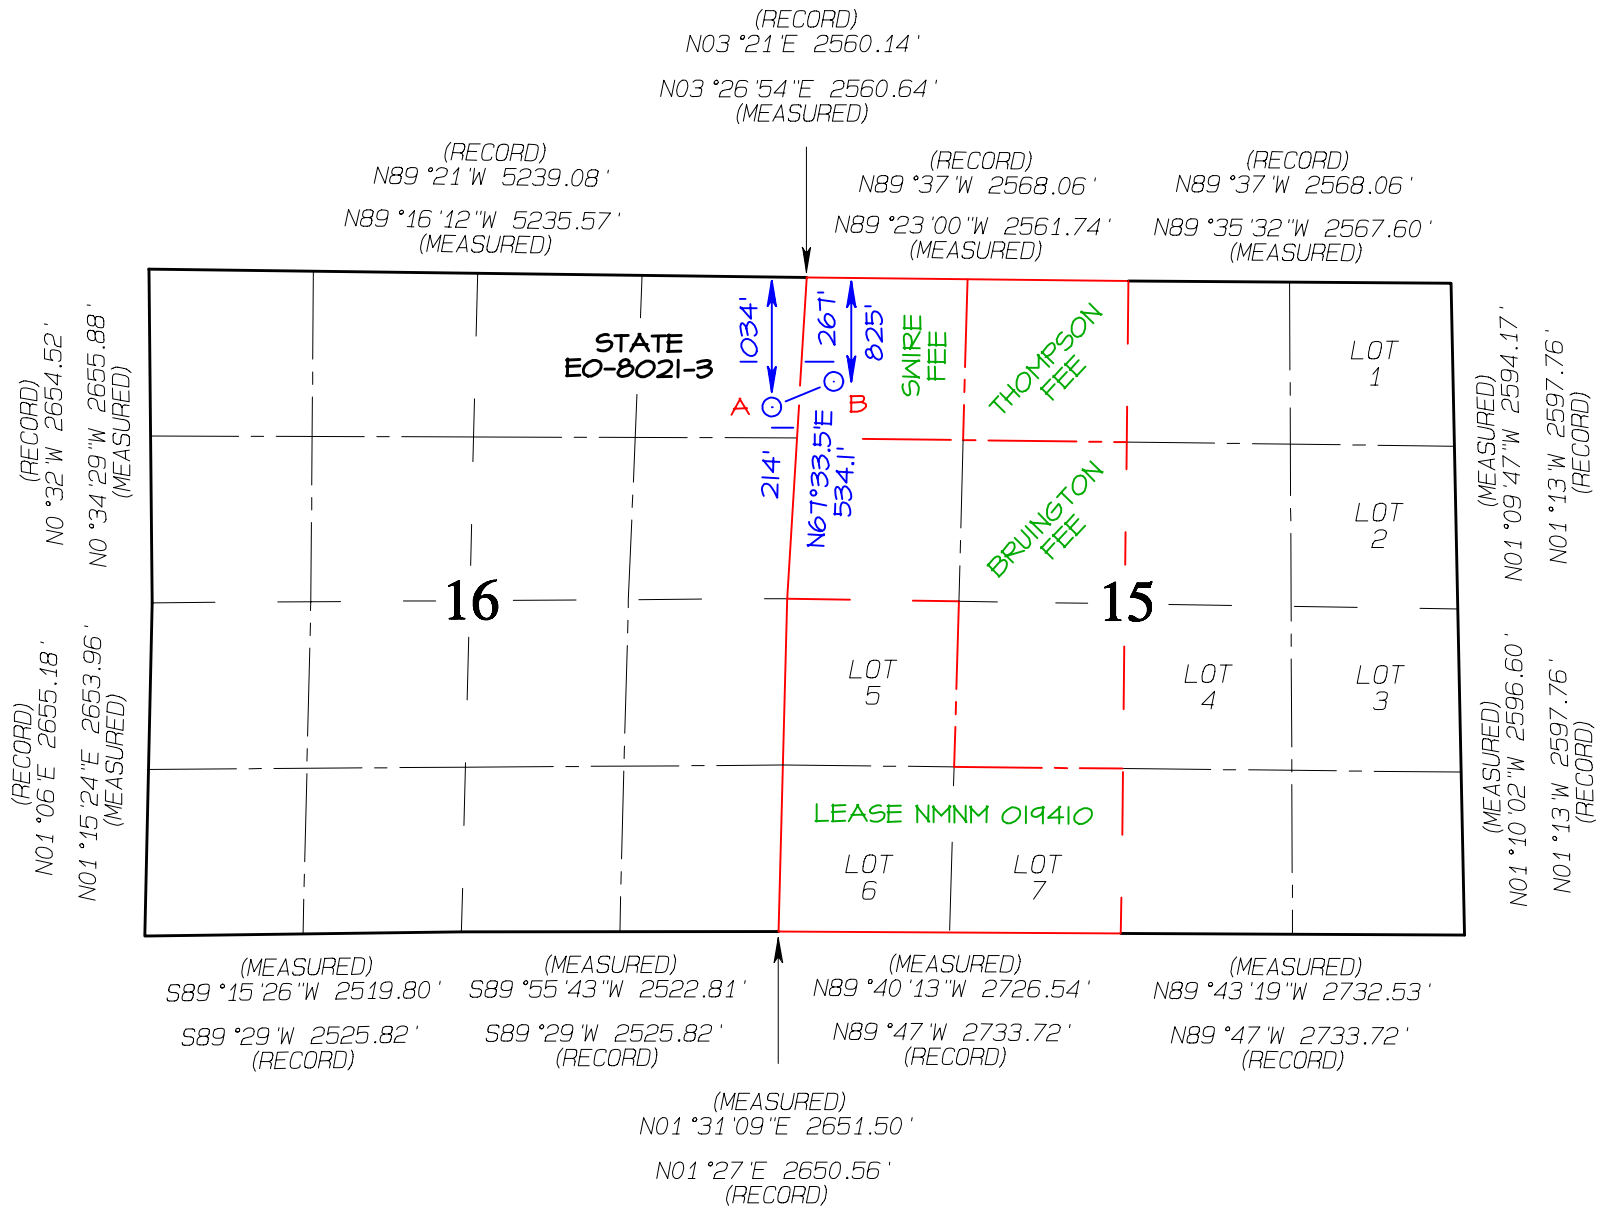 (RECORD)
N03°21'E 2560.14'
N03°26'54"E 2560.64'
(MEASURED)
(RECORD)
N89°21'W 5239.08'
N89°16'12"W 5235.57'
(MEASURED)
(RECORD)
N89°37'W 2568.06'
N89°23'00"W 2561.74'
(MEASURED)
(RECORD)
N89°37'W 2568.06'
N89°35'32"W 2567.60'
(MEASURED)
(RECORD)
N0°32'W 2654.52'
N0°34'29"W 2655.88'
(MEASURED)
STATE
EO-8021-3
1034'
267'
825'
A
B
214'
N67°33.5'E
534.1'
SWIRE
FEE
THOMPSON
FEE
BRUINGTON
FEE
LOT
1
LOT
2
(MEASURED)
N01°09'47"W 2594.17'
N01°13'W 2597.76'
(RECORD)
16
15
(RECORD)
N01°06'E 2655.18'
N01°15'24"E 2653.96'
(MEASURED)
LOT
5
LOT
4
LOT
3
LEASE NMNM 019410
LOT
6
LOT
7
(MEASURED)
N01°10'02"W 2596.60'
N01°13'W 2597.76'
(RECORD)
(MEASURED)
S89°15'26"W 2519.80'
S89°29'W 2525.82'
(RECORD)
(MEASURED)
S89°55'43"W 2522.81'
S89°29'W 2525.82'
(RECORD)
(MEASURED)
N89°40'13"W 2726.54'
N89°47'W 2733.72'
(RECORD)
(MEASURED)
N89°43'19"W 2732.53'
N89°47'W 2733.72'
(RECORD)
(MEASURED)
N01°31'09"E 2651.50'
N01°27'E 2650.56'
(RECORD)